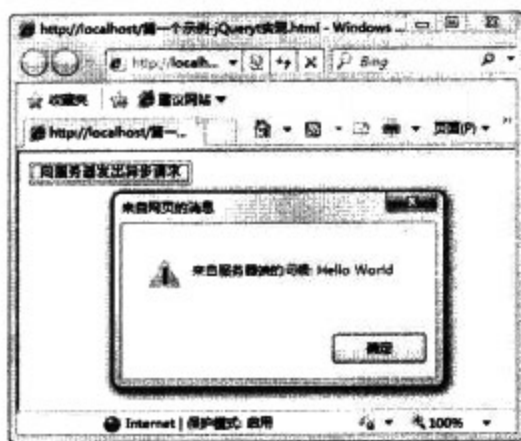 http://localhost/第一个示例-jQuery实现.html - Windows ...
http://localh... Bing
收藏夹 建议网站
http://localhost/第一... 页面(P)
向服务器发出异步请求
来自网页的消息
来自服务器端的问候: Hello World
确定
Internet | 保护模式: 启用 100%